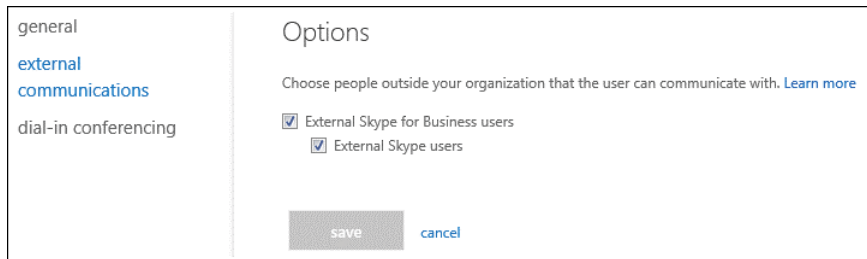 general
external
communications
dial-in conferencing
Options
Choose people outside your organization that the user can communicate with. Learn more
External Skype for Business users
External Skype users
save
cancel